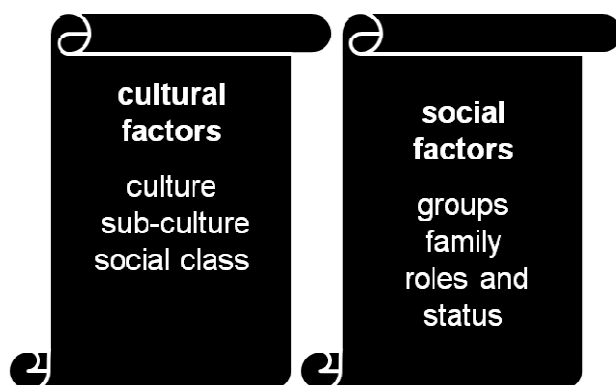 cultural
factors
culture
sub-culture
social class
social
factors
groups
family
roles and
status